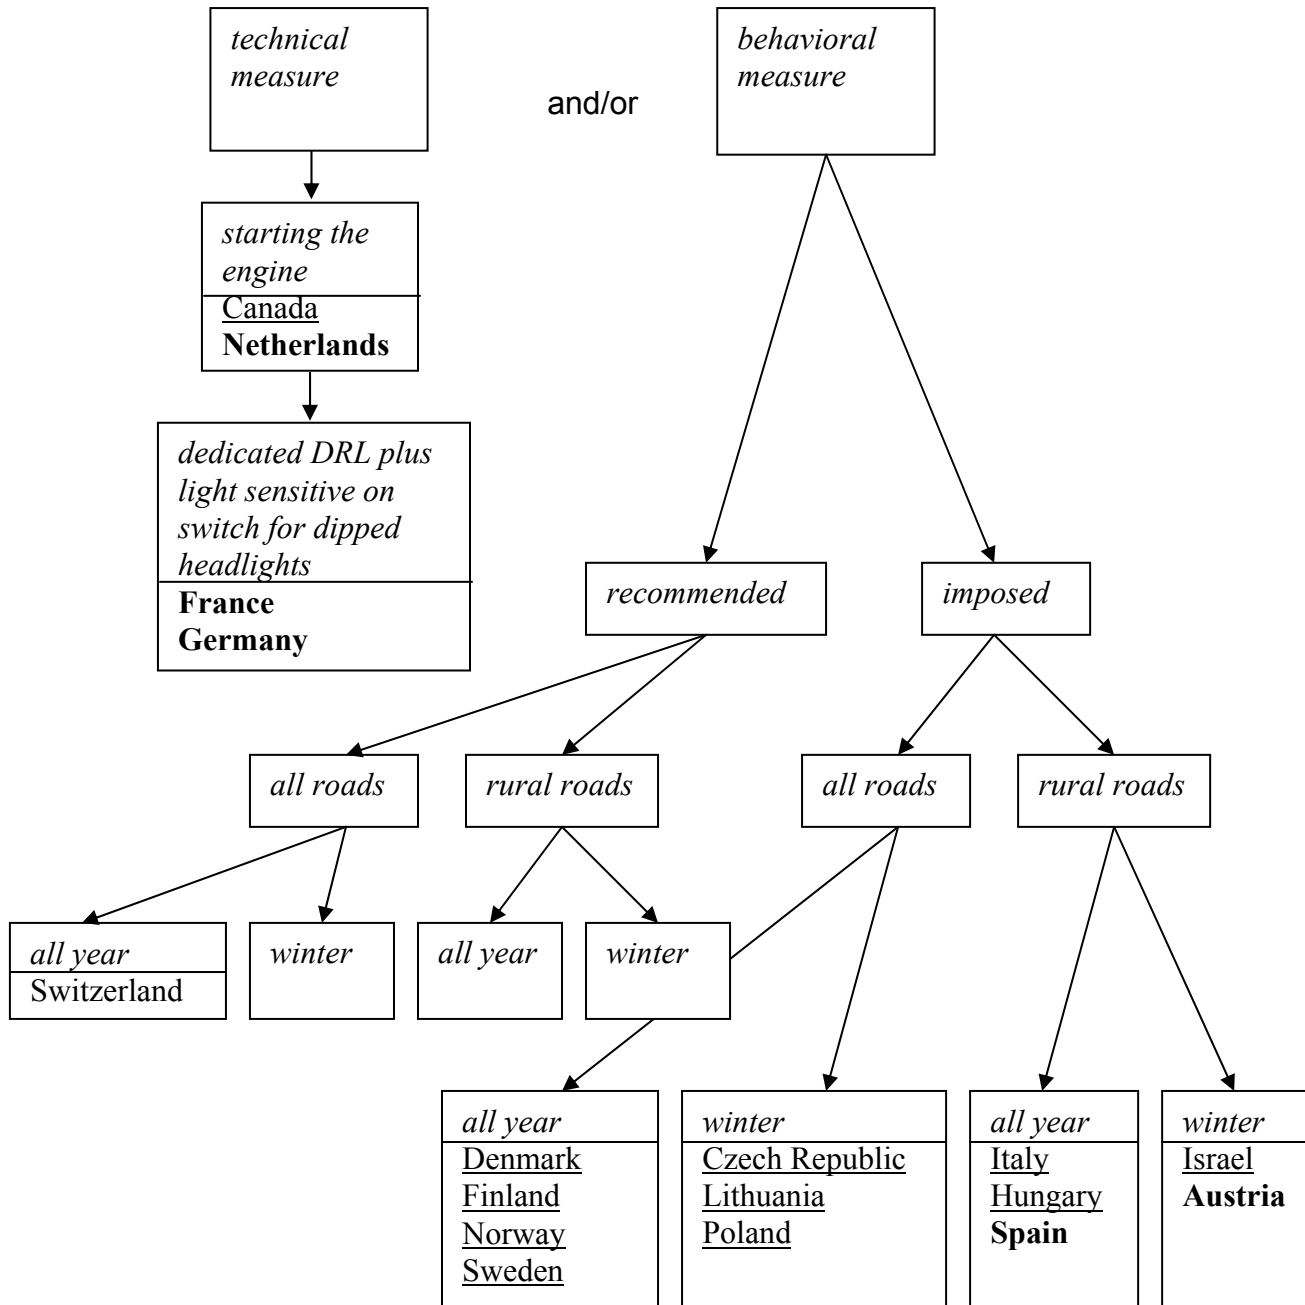 technical
measure
and/or
behavioral
measure
starting the
engine
Canada
Netherlands
dedicated DRL plus
light sensitive on
switch for dipped
headlights
France
Germany
recommended
imposed
all roads
rural roads
all roads
rural roads
all year
Switzerland
winter
all year
winter
all year
Denmark
Finland
Norway
Sweden
winter
Czech Republic
Lithuania
Poland
all year
Italy
Hungary
Spain
winter
Israel
Austria